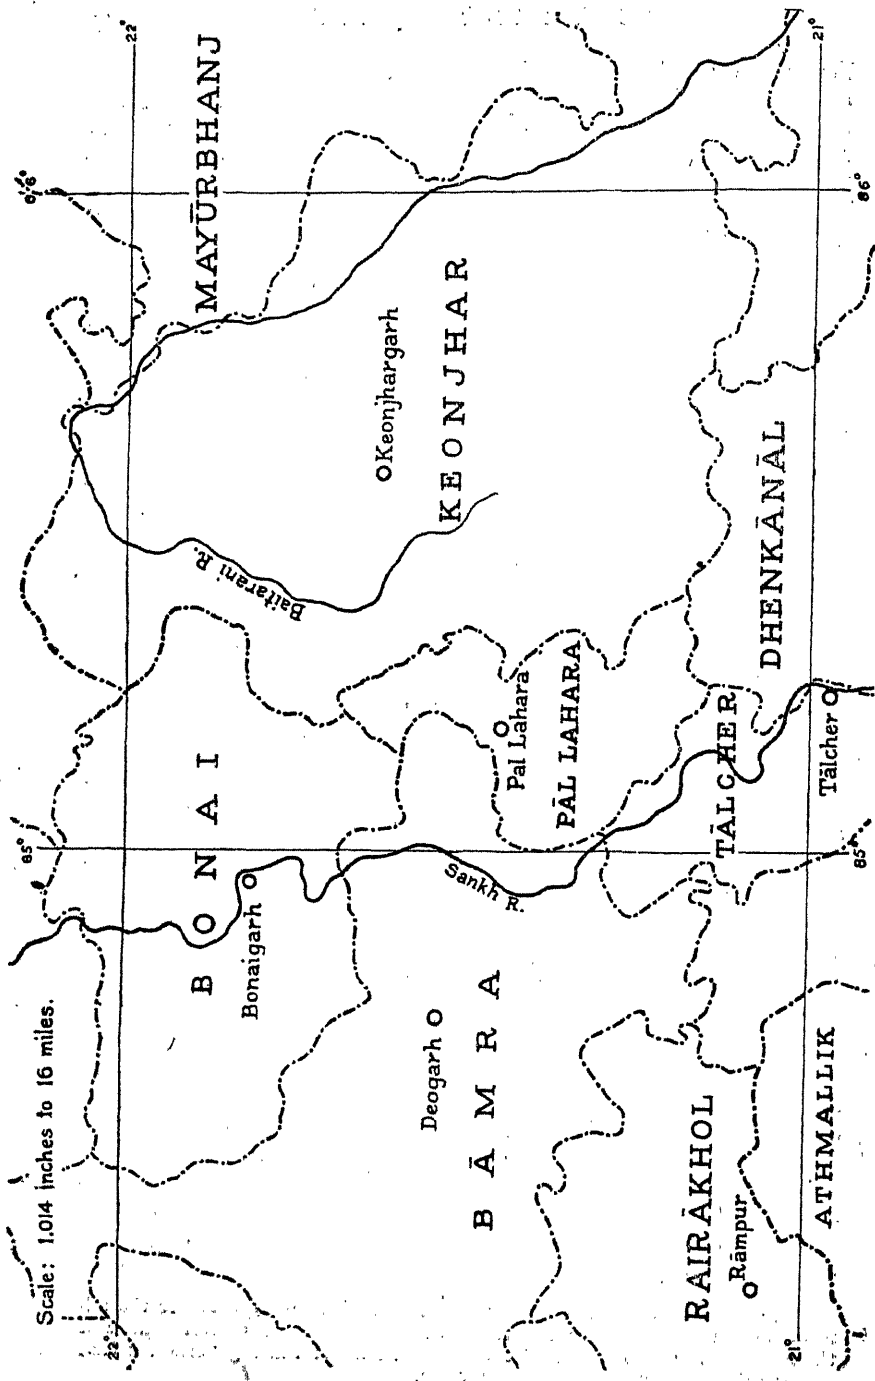 Scale: 1.014 inches to 16 miles.
22°
85°
86°
22°
MAYŪRBHANJ
BONAI
Bonaigarh
Baitarani R.
Keonjhargarh
KEONJHAR
Deogarh
BĀMRA
Sankh R.
Pal Lahara
PĀL LAHARA
RAIRĀKHOL
Rāmpur
TĀLCHER
DHENKĀNĀL
21°
ATHMALLIK
85°
Tālcher
86°
21°